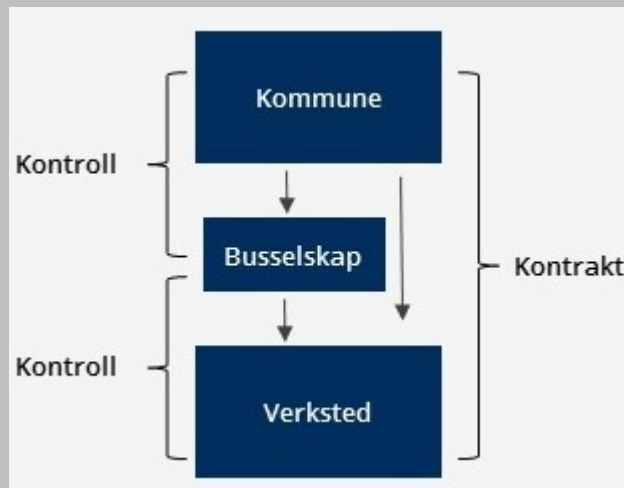 Kommune
Kontroll
Busselskap
Kontrakt
Kontroll
Verksted